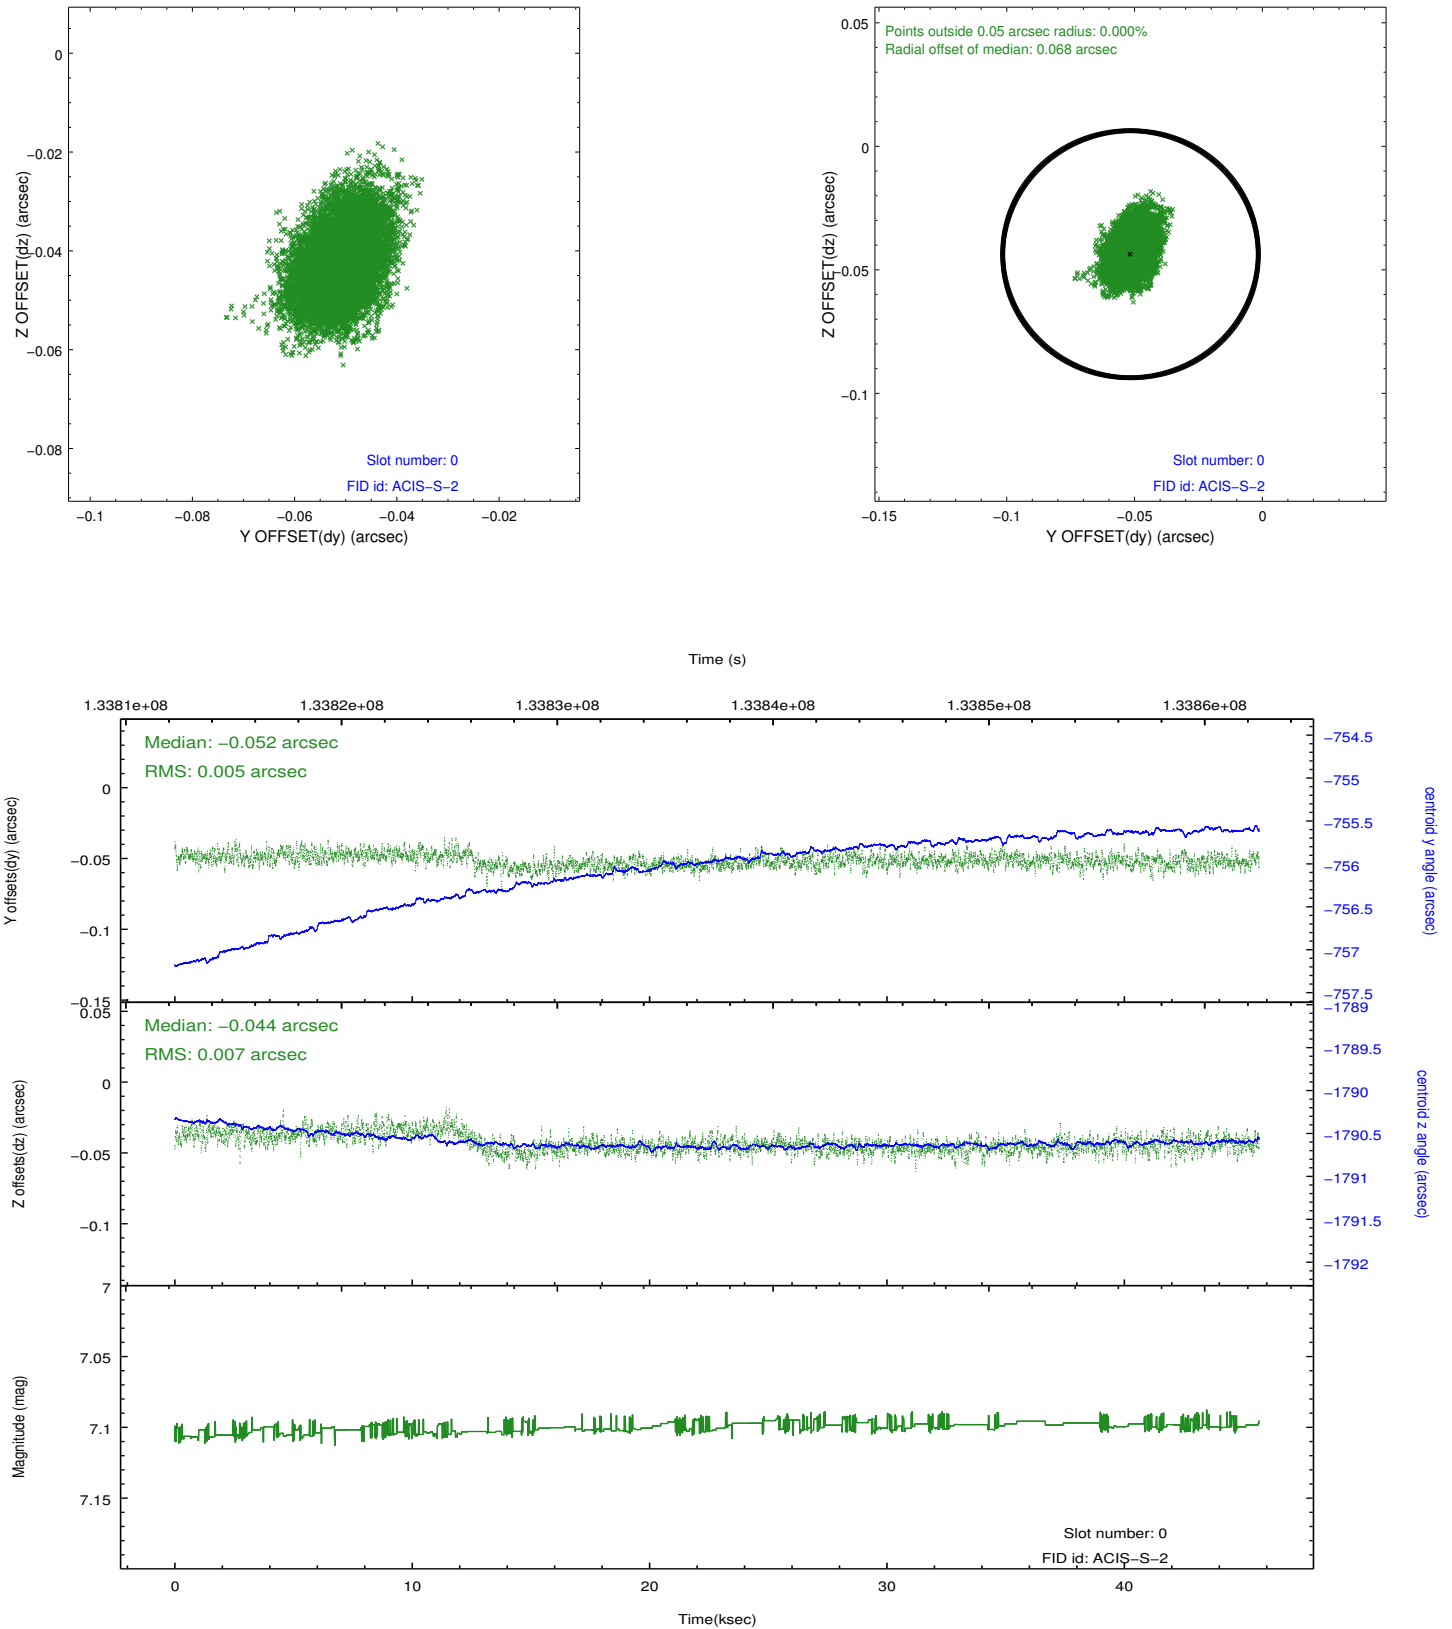 0
−0.02
−0.04
−0.06
−0.08
Z OFFSET(dz) (arcsec)
Slot number: 0
FID id: ACIS−S−2
−0.1
−0.08
−0.06
−0.04
−0.02
Y OFFSET(dy) (arcsec)
0.05
0
−0.05
−0.1
Z OFFSET(dz) (arcsec)
Points outside 0.05 arcsec radius: 0.000%
Radial offset of median: 0.068 arcsec
Slot number: 0
FID id: ACIS−S−2
−0.15
−0.1
−0.05
0
Y OFFSET(dy) (arcsec)
Time (s)
1.3381e+08
1.3382e+08
1.3383e+08
1.3384e+08
1.3385e+08
1.3386e+08
Median: −0.052 arcsec
RMS: 0.005 arcsec
0
−0.05
−0.1
−0.15
Y offsets(dy) (arcsec)
−754.5
−755
−755.5
−756
−756.5
−757
−757.5
centroid y angle (arcsec)
Median: −0.044 arcsec
RMS: 0.007 arcsec
0.05
0
−0.05
−0.1
Z offsets(dz) (arcsec)
−1789
−1789.5
−1790
−1790.5
−1791
−1791.5
−1792
centroid z angle (arcsec)
7
7.05
7.1
7.15
Magnitude (mag)
Slot number: 0
FID id: ACIS−S−2
0
10
20
30
40
Time(ksec)